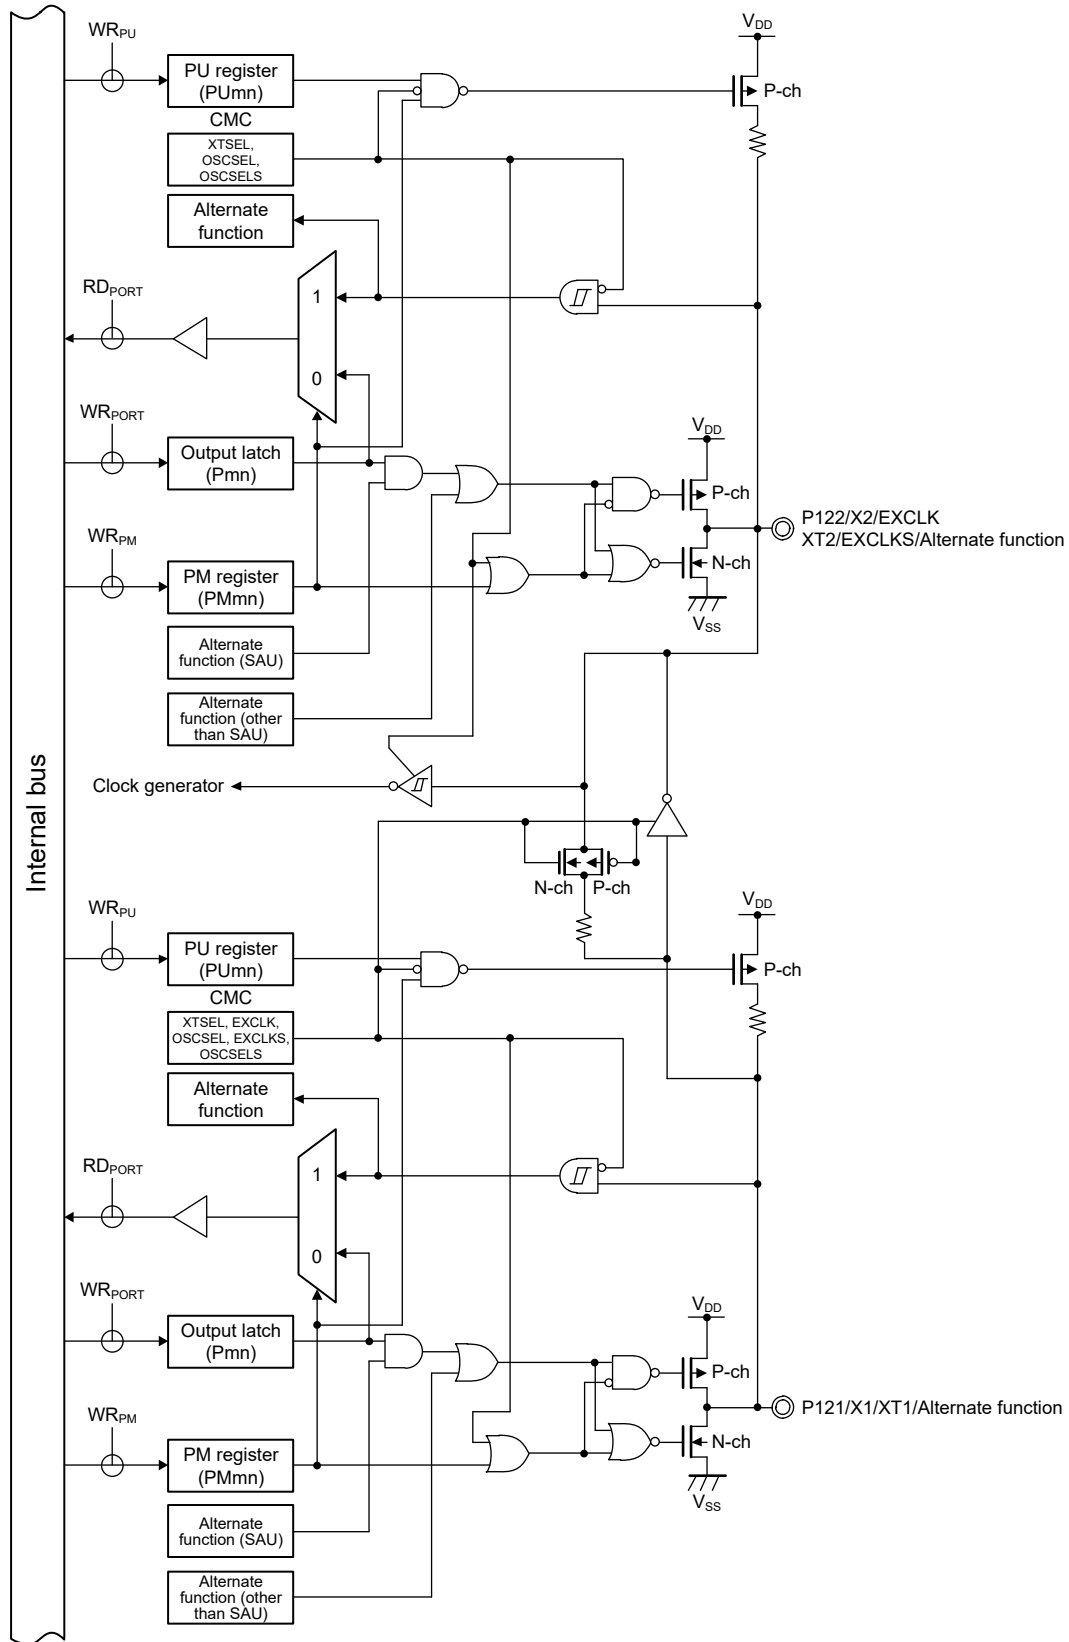 WRPU
VDD
PU register
(PUmn)
P-ch
CMC
XTSEL,
OSCSEL,
OSCSELS
Alternate
function
RDPORT
1
0
WRPORT
VDD
Output latch
(Pmn)
P-ch
P122/X2/EXCLK
XT2/EXCLKS/Alternate function
WRPM
N-ch
PM register
(PMmn)
VSS
Alternate
function (SAU)
Alternate
function (other
than SAU)
Internal bus
Clock generator
N-ch P-ch
WRPU
VDD
PU register
(PUmn)
P-ch
CMC
XTSEL, EXCLK,
OSCSEL, EXCLKS,
OSCSELS
Alternate
function
RDPORT
1
0
WRPORT
VDD
Output latch
(Pmn)
P-ch
P121/X1/XT1/Alternate function
WRPM
N-ch
PM register
(PMmn)
VSS
Alternate
function (SAU)
Alternate
function (other
than SAU)